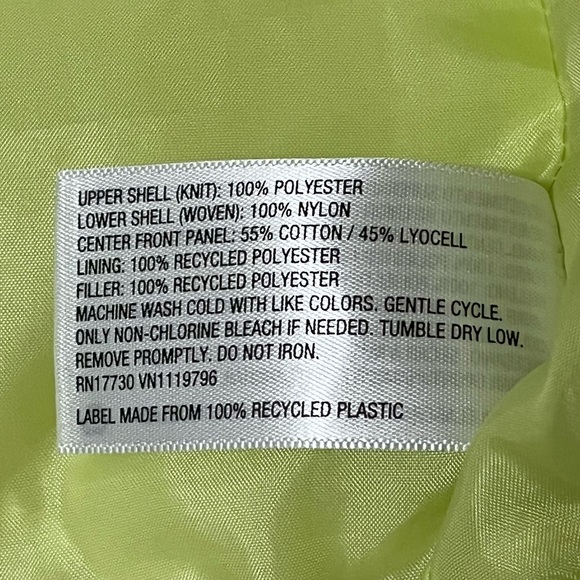 UPPER SHELL (KNIT): 100% POLYESTER
LOWER SHELL (WOVEN): 100% NYLON
CENTER FRONT PANEL: 55% COTTON / 45% LYOCELL
LINING: 100% RECYCLED POLYESTER
FILLER: 100% RECYCLED POLYESTER
MACHINE WASH COLD WITH LIKE COLORS. GENTLE CYCLE.
ONLY NON-CHLORINE BLEACH IF NEEDED. TUMBLE DRY LOW.
REMOVE PROMPTLY. DO NOT IRON.
RN17730 VN1119796
LABEL MADE FROM 100% RECYCLED PLASTIC